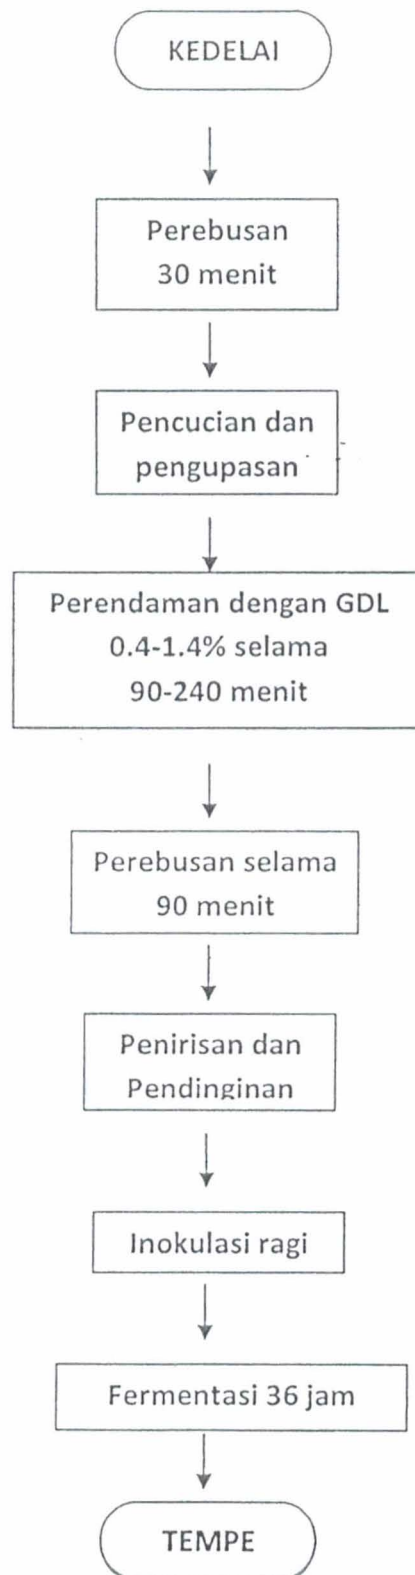 KEDELAI
Perebusan
30 menit
Pencucian dan
pengupasan
Perendaman dengan GDL
0.4-1.4% selama
90-240 menit
Perebusan selama
90 menit
Penirisan dan
Pendinginan
Inokulasi ragi
Fermentasi 36 jam
TEMPE